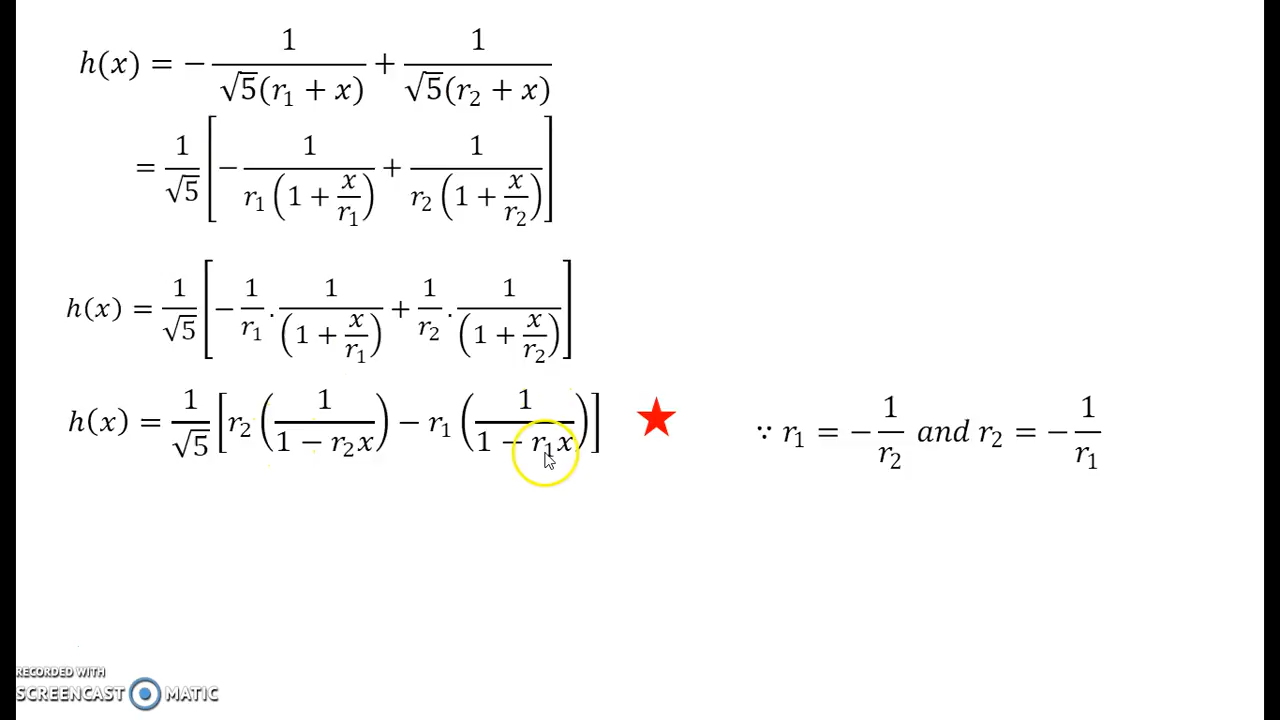 h(x) = − 1/(√5(r₁ + x)) + 1/(√5(r₂ + x))
= 1/√5 [ − 1/(r₁(1 + x/r₁)) + 1/(r₂(1 + x/r₂)) ]
h(x) = 1/√5 [ − 1/r₁ . 1/((1 + x/r₁)) + 1/r₂ . 1/((1 + x/r₂)) ]
h(x) = 1/√5 [ r₂ (1/(1 − r₂x)) − r₁ (1/(1 − r₁x)) ]
∵ r₁ = − 1/r₂ and r₂ = − 1/r₁
RECORDED WITH
SCREENCAST MATIC